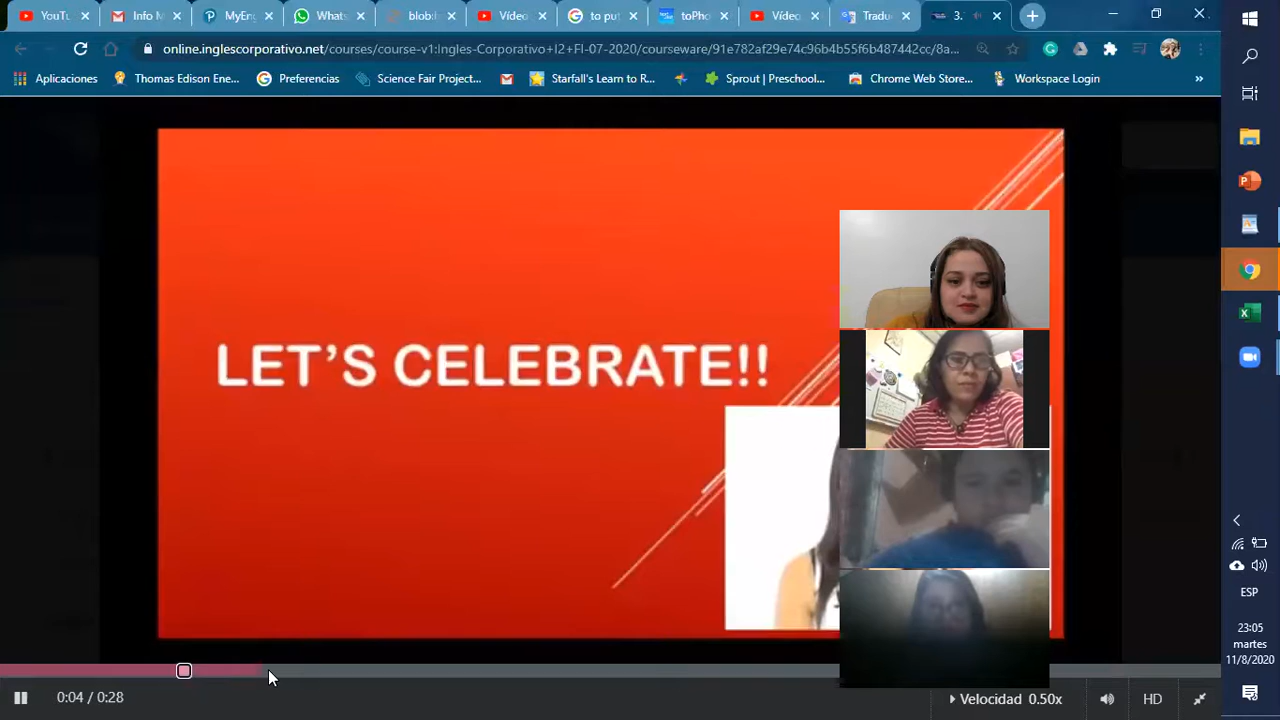 YouTu
Info M
MyEng
Whats
blob:
Video
to put
toPho
Video
Tradu
3.
online.inglescorporativo.net/courses/course-v1:Ingles-Corporativo+I2+FI-07-2020/courseware/91e782af29e74c96b4b55f6b487442cc/8a...
Aplicaciones
Thomas Edison Ene...
Preferencias
Science Fair Project...
Starfall's Learn to R...
Sprout | Preschool...
Chrome Web Store...
Workspace Login
»
LET'S CELEBRATE!!
ESP
23:05
martes
11/8/2020
0:04 / 0:28
Velocidad 0.50x
HD